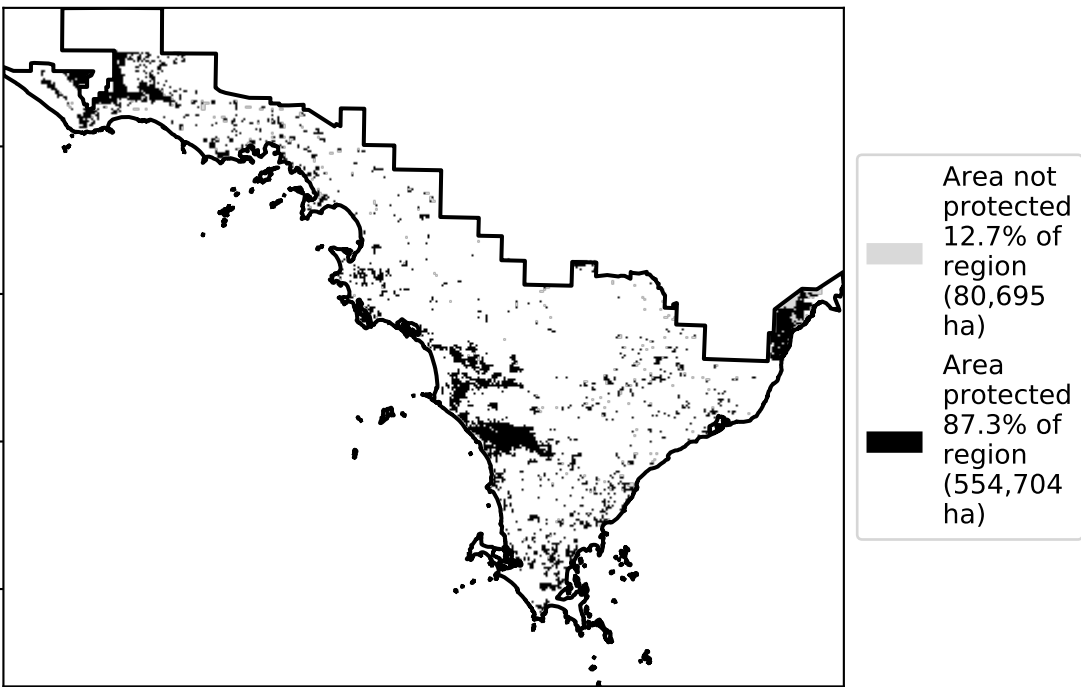 Area not
protected
12.7% of
region
(80,695
ha)
Area
protected
87.3% of
region
(554,704
ha)